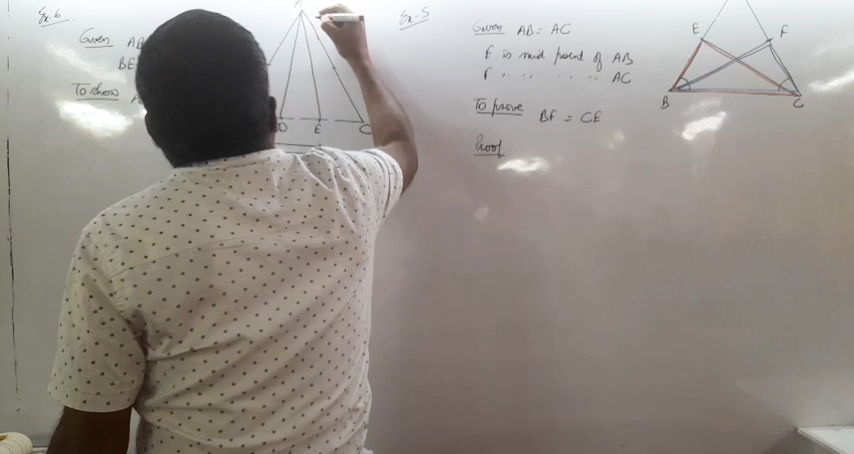 Ex-6
Given AB
BE
To show A
D E C
Ex-5
Given AB = AC
E is mid point of AB
F " " " " AC
To prove BF = CE
Proof
E F
B C